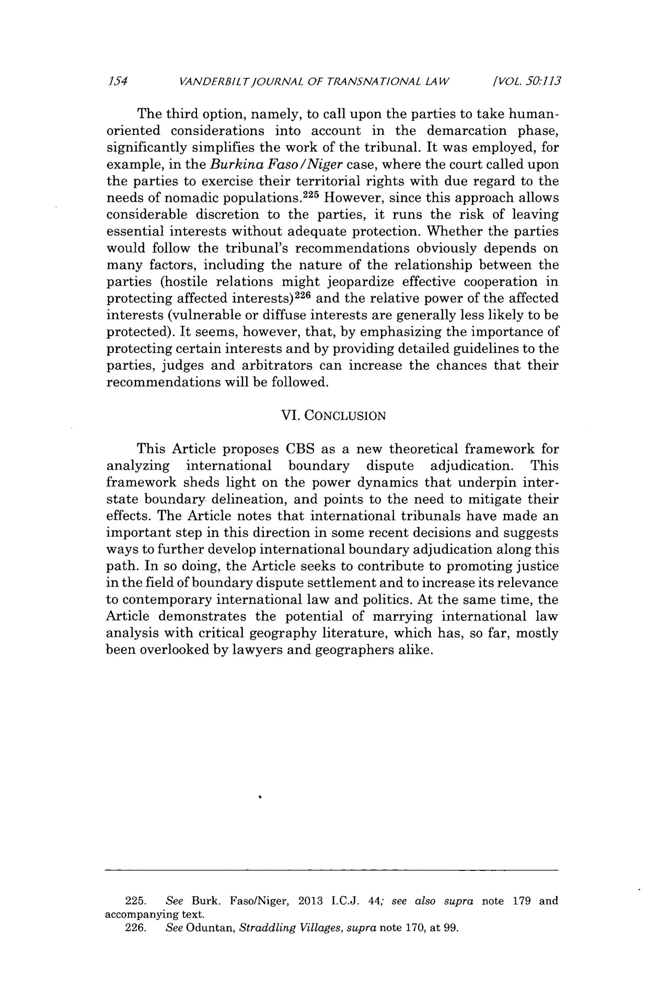 154 VANDERBILT JOURNAL OF TRANSNATIONAL LAW [VOL. 50:113
The third option, namely, to call upon the parties to take human-
oriented considerations into account in the demarcation phase,
significantly simplifies the work of the tribunal. It was employed, for
example, in the Burkina Faso/Niger case, where the court called upon
the parties to exercise their territorial rights with due regard to the
needs of nomadic populations.225 However, since this approach allows
considerable discretion to the parties, it runs the risk of leaving
essential interests without adequate protection. Whether the parties
would follow the tribunal's recommendations obviously depends on
many factors, including the nature of the relationship between the
parties (hostile relations might jeopardize effective cooperation in
protecting affected interests)226 and the relative power of the affected
interests (vulnerable or diffuse interests are generally less likely to be
protected). It seems, however, that, by emphasizing the importance of
protecting certain interests and by providing detailed guidelines to the
parties, judges and arbitrators can increase the chances that their
recommendations will be followed.
VI. CONCLUSION
This Article proposes CBS as a new theoretical framework for
analyzing international boundary dispute adjudication. This
framework sheds light on the power dynamics that underpin inter-
state boundary delineation, and points to the need to mitigate their
effects. The Article notes that international tribunals have made an
important step in this direction in some recent decisions and suggests
ways to further develop international boundary adjudication along this
path. In so doing, the Article seeks to contribute to promoting justice
in the field of boundary dispute settlement and to increase its relevance
to contemporary international law and politics. At the same time, the
Article demonstrates the potential of marrying international law
analysis with critical geography literature, which has, so far, mostly
been overlooked by lawyers and geographers alike.
225. See Burk. Faso/Niger, 2013 I.C.J. 44; see also supra note 179 and
accompanying text.
226. See Oduntan, Straddling Villages, supra note 170, at 99.